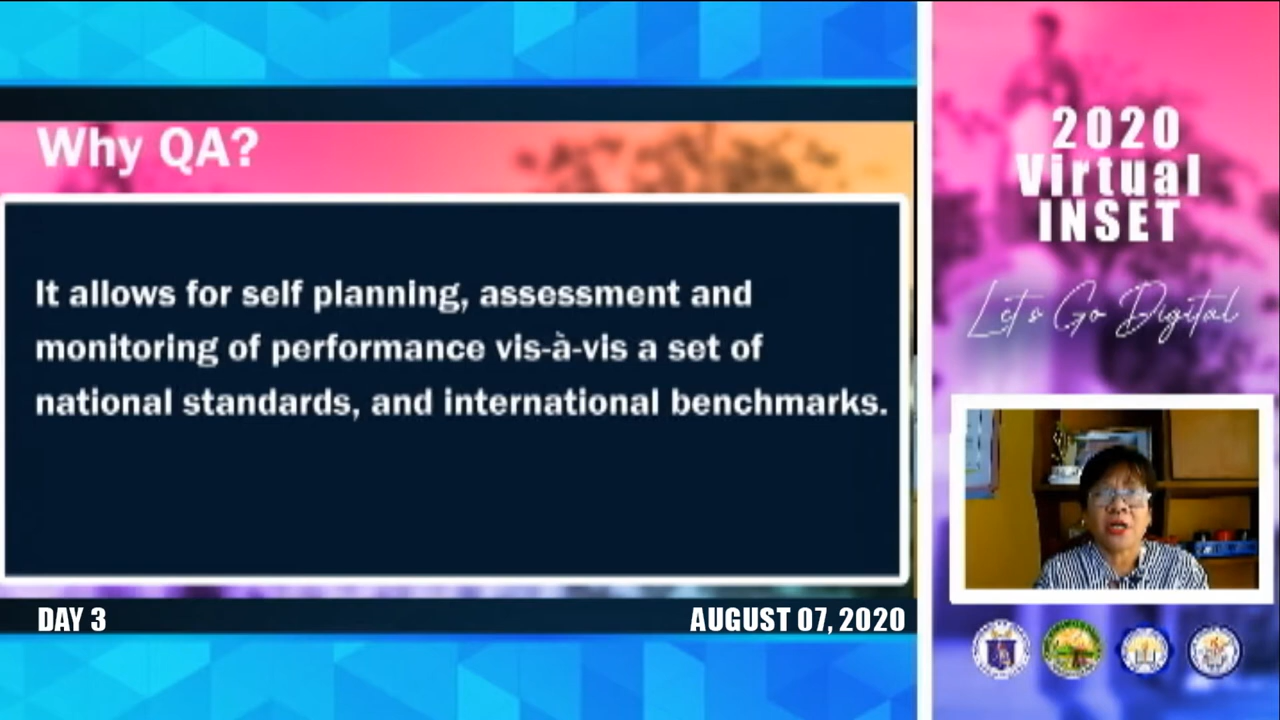 Why QA?
It allows for self planning, assessment and
monitoring of performance vis-à-vis a set of
national standards, and international benchmarks.
DAY 3
AUGUST 07, 2020
2020
Virtual
INSET
Let's Go Digital